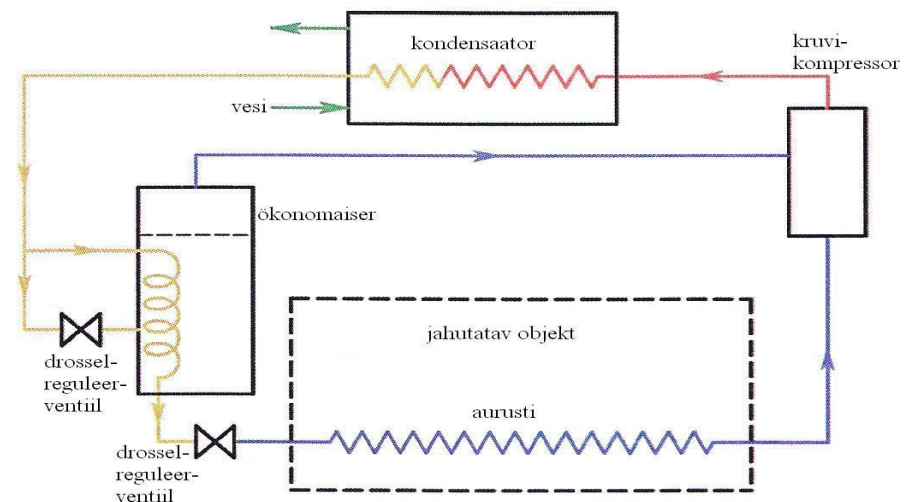 kondensaator
kruvi-
kompressor
vesi
ökonomaiser
drossel-
reguleer-
ventiil
jahutatav objekt
aurusti
drossel-
reguleer-
ventiil